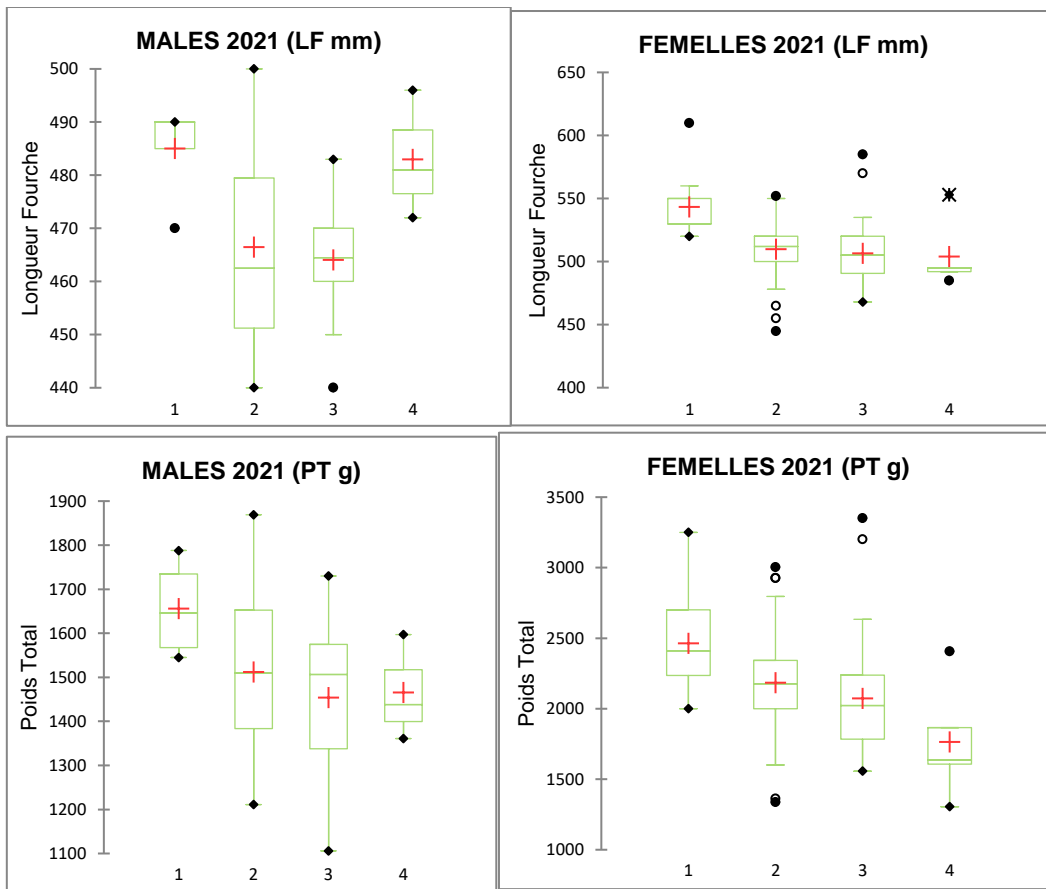 MALES 2021 (LF mm)
Longueur Fourche
500
490
480
470
460
450
440
1 2 3 4
FEMELLES 2021 (LF mm)
Longueur Fourche
650
600
550
500
450
400
1 2 3 4
MALES 2021 (PT g)
Poids Total
1900
1800
1700
1600
1500
1400
1300
1200
1100
1 2 3 4
FEMELLES 2021 (PT g)
Poids Total
3500
3000
2500
2000
1500
1000
1 2 3 4